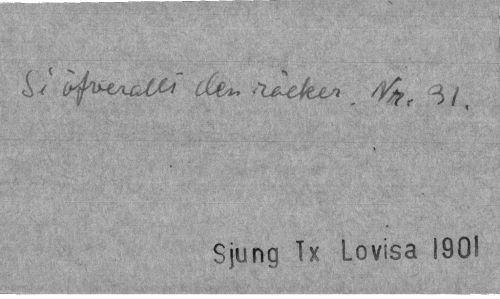 Si öfverallt den räcker. Nr. 31.
Sjung Tx Lovisa 1901